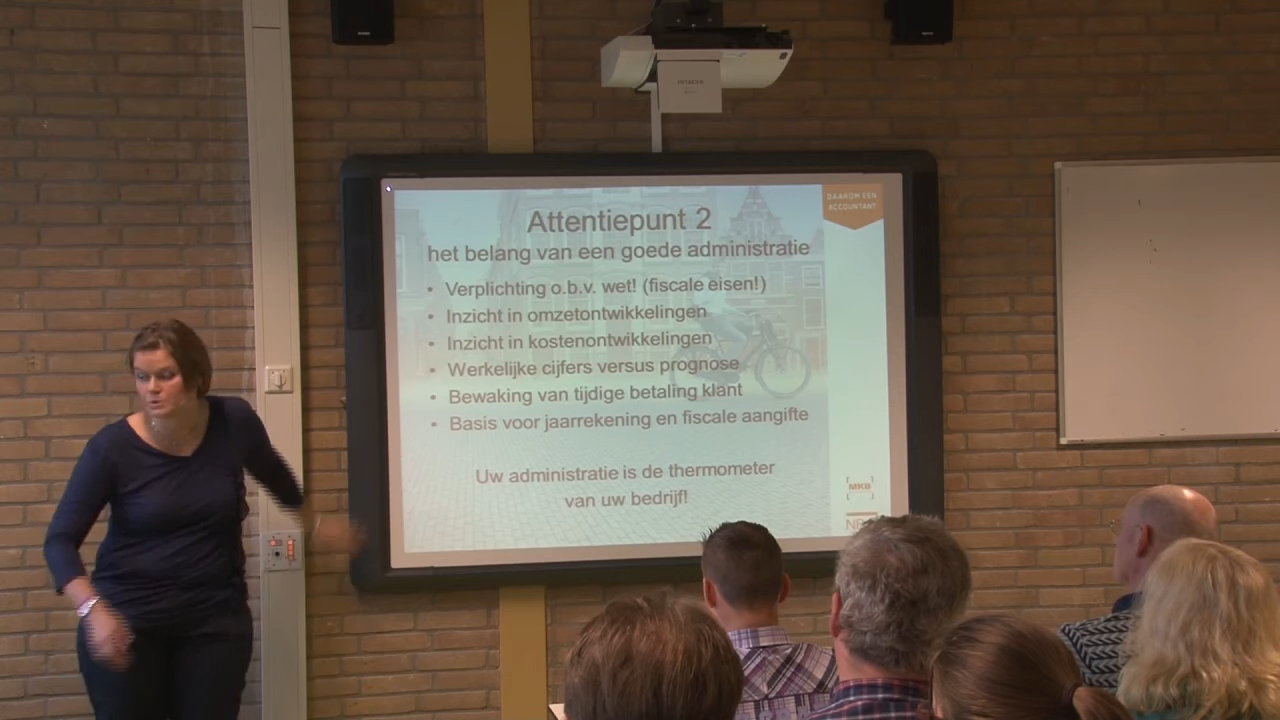 HITACHI
DAAROM EEN
ACCOUNTANT
Attentiepunt 2
het belang van een goede administratie
• Verplichting o.b.v. wet! (fiscale eisen!)
• Inzicht in omzetontwikkelingen
• Inzicht in kostenontwikkelingen
• Werkelijke cijfers versus prognose
• Bewaking van tijdige betaling klant
• Basis voor jaarrekening en fiscale aangifte
Uw administratie is de thermometer
van uw bedrijf!
MKB